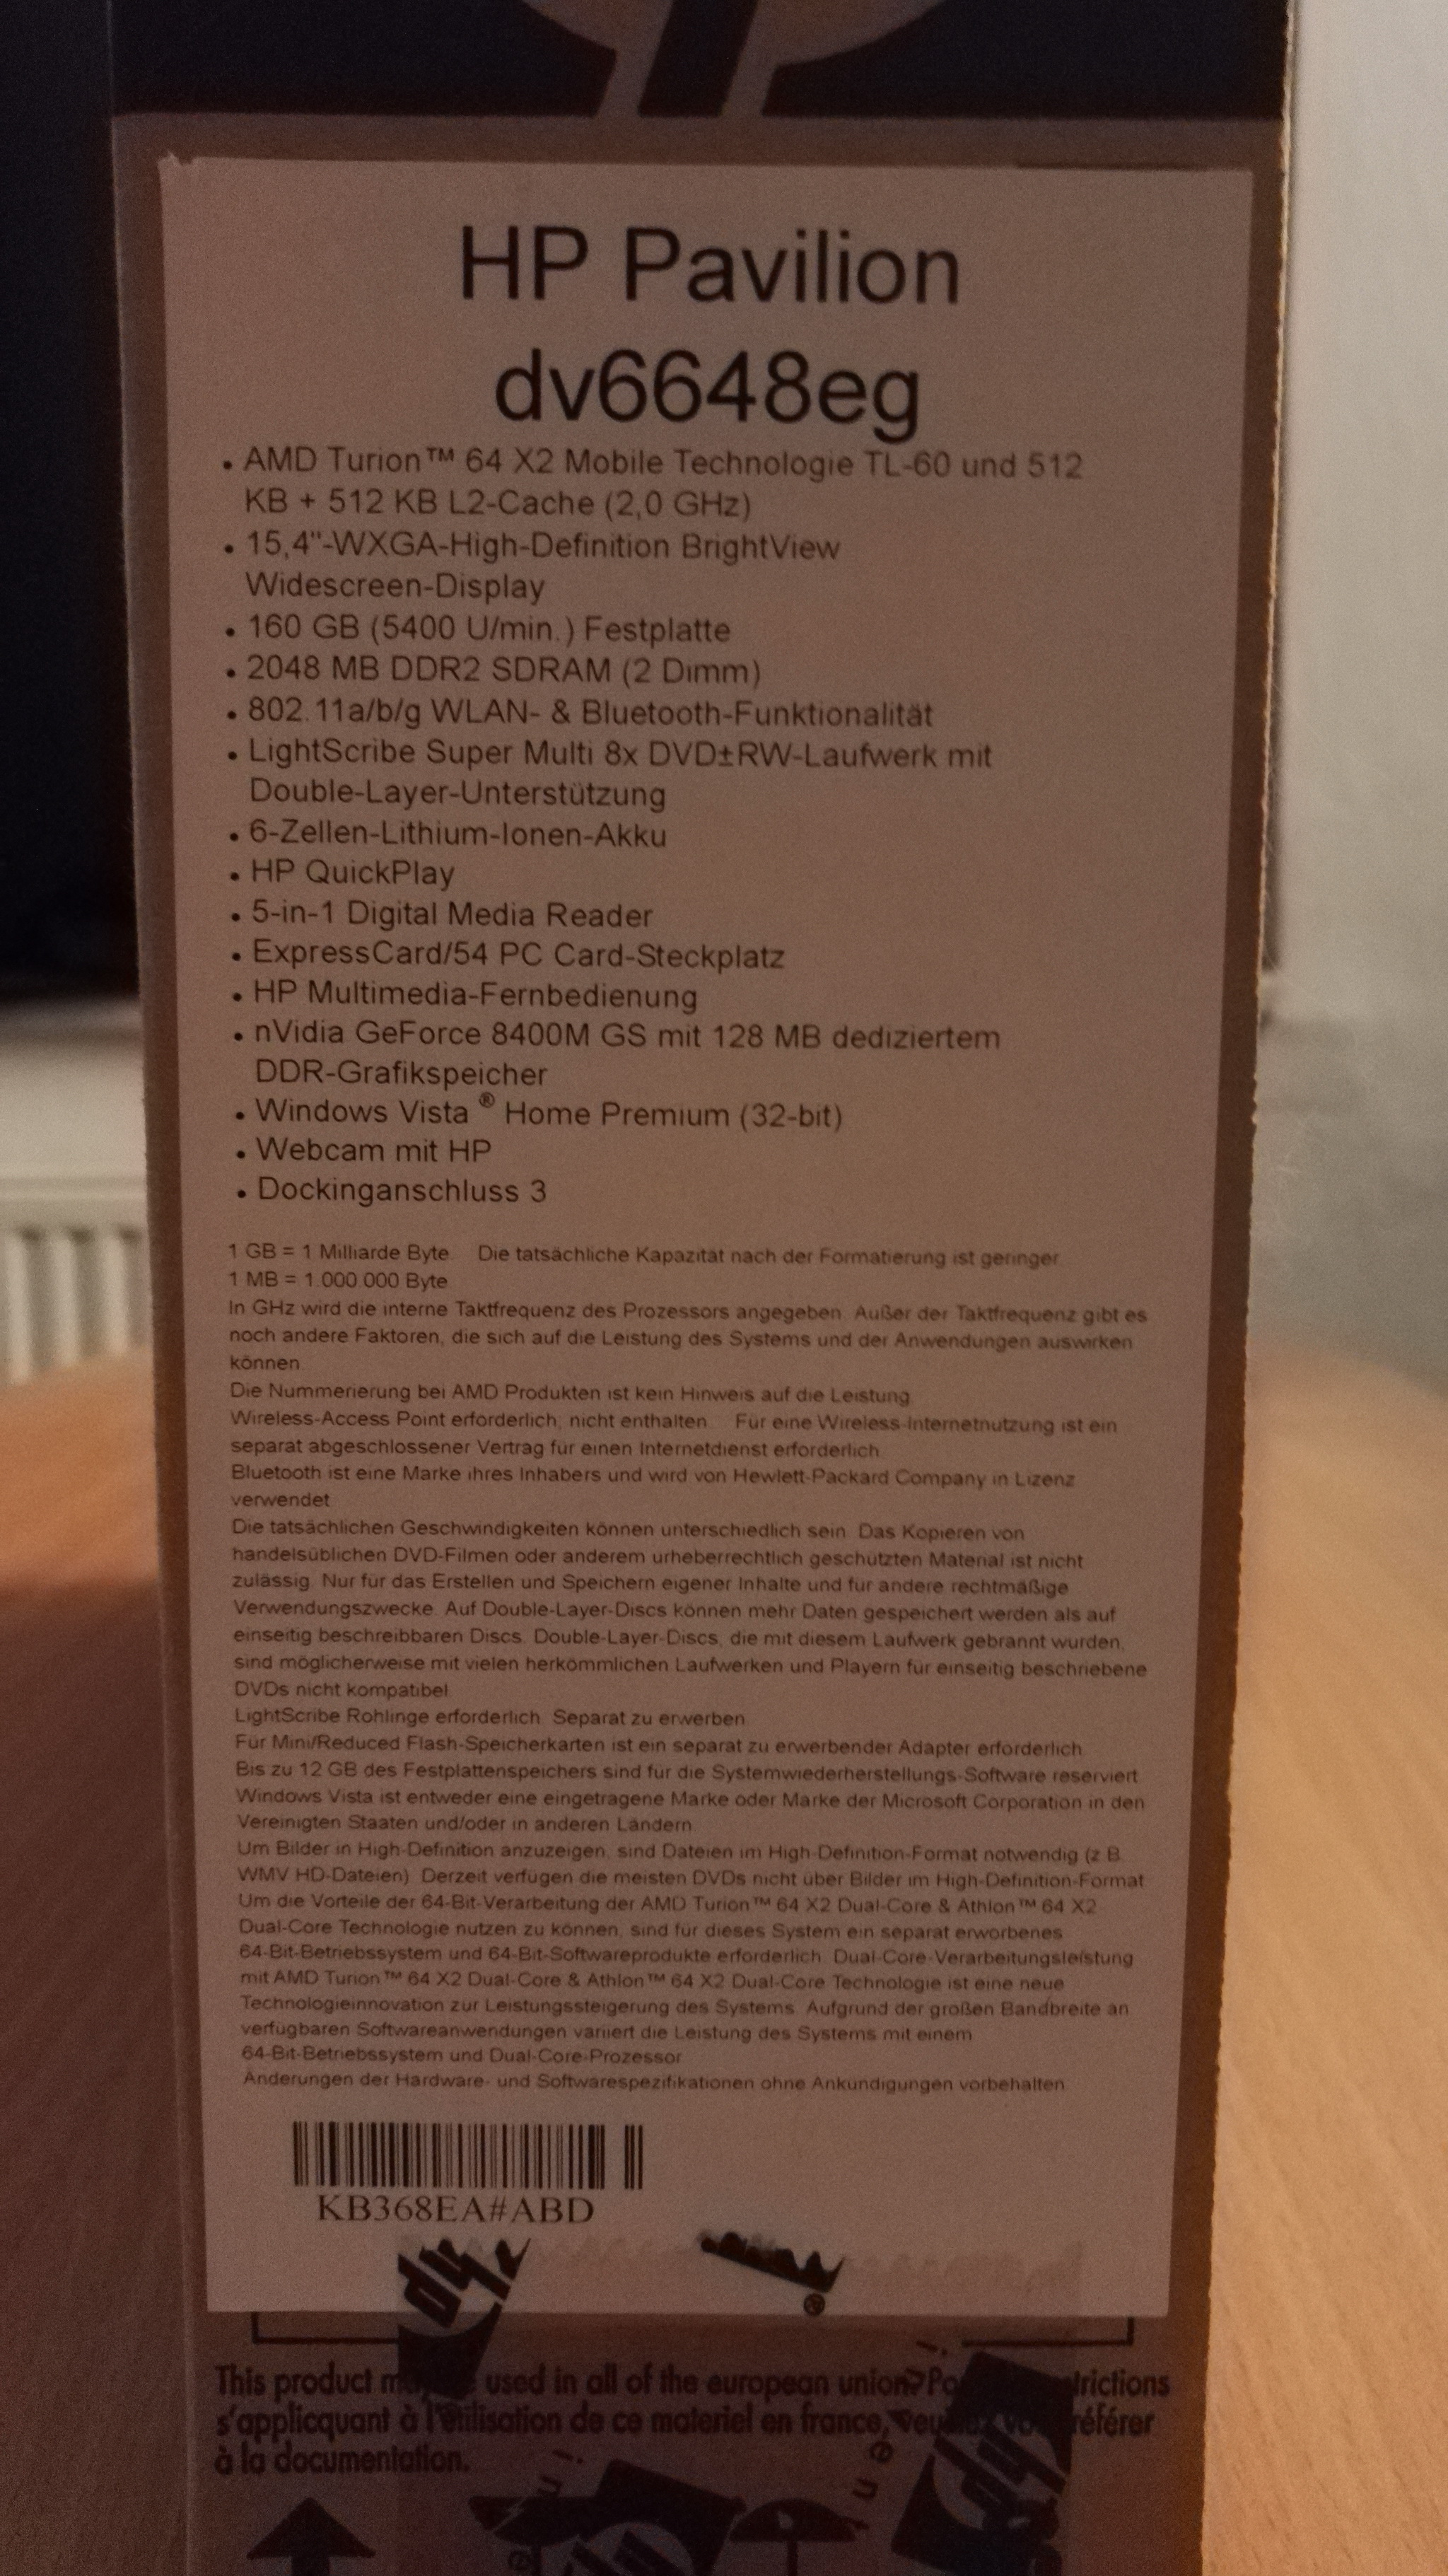 HP Pavilion
dv6648eg
• AMD Turion™ 64 X2 Mobile Technologie TL-60 und 512
KB + 512 KB L2-Cache (2,0 GHz)
• 15,4"-WXGA-High-Definition BrightView
Widescreen-Display
• 160 GB (5400 U/min.) Festplatte
• 2048 MB DDR2 SDRAM (2 Dimm)
• 802.11a/b/g WLAN- & Bluetooth-Funktionalität
• LightScribe Super Multi 8x DVD±RW-Laufwerk mit
Double-Layer-Unterstützung
• 6-Zellen-Lithium-Ionen-Akku
• HP QuickPlay
• 5-in-1 Digital Media Reader
• ExpressCard/54 PC Card-Steckplatz
• HP Multimedia-Fernbedienung
• nVidia GeForce 8400M GS mit 128 MB dediziertem
DDR-Grafikspeicher
• Windows Vista ® Home Premium (32-bit)
• Webcam mit HP
• Dockinganschluss 3
1 GB = 1 Milliarde Byte. Die tatsächliche Kapazität nach der Formatierung ist geringer.
1 MB = 1.000.000 Byte
In GHz wird die interne Taktfrequenz des Prozessors angegeben. Außer der Taktfrequenz gibt es
noch andere Faktoren, die sich auf die Leistung des Systems und der Anwendungen auswirken
können.
Die Nummerierung bei AMD Produkten ist kein Hinweis auf die Leistung.
Wireless-Access Point erforderlich, nicht enthalten. Für eine Wireless-Internetnutzung ist ein
separat abgeschlossener Vertrag für einen Internetdienst erforderlich.
Bluetooth ist eine Marke ihres Inhabers und wird von Hewlett-Packard Company in Lizenz
verwendet.
Die tatsächlichen Geschwindigkeiten können unterschiedlich sein. Das Kopieren von
handelsüblichen DVD-Filmen oder anderem urheberrechtlich geschützten Material ist nicht
zulässig. Nur für das Erstellen und Speichern eigener Inhalte und für andere rechtmäßige
Verwendungszwecke. Auf Double-Layer-Discs können mehr Daten gespeichert werden als auf
einseitig beschreibbaren Discs. Double-Layer-Discs, die mit diesem Laufwerk gebrannt wurden,
sind möglicherweise mit vielen herkömmlichen Laufwerken und Playern für einseitig beschriebene
DVDs nicht kompatibel.
LightScribe Rohlinge erforderlich. Separat zu erwerben.
Für Mini/Reduced Flash-Speicherkarten ist ein separat zu erwerbender Adapter erforderlich.
Bis zu 12 GB des Festplattenspeichers sind für die Systemwiederherstellungs-Software reserviert.
Windows Vista ist entweder eine eingetragene Marke oder Marke der Microsoft Corporation in den
Vereinigten Staaten und/oder in anderen Ländern.
Um Bilder in High-Definition anzuzeigen, sind Dateien im High-Definition-Format notwendig (z.B.
WMV HD-Dateien). Derzeit verfügen die meisten DVDs nicht über Bilder im High-Definition-Format.
Um die Vorteile der 64-Bit-Verarbeitung der AMD Turion™ 64 X2 Dual-Core & Athlon™ 64 X2
Dual-Core Technologie nutzen zu können, sind für dieses System ein separat erworbenes
64-Bit-Betriebssystem und 64-Bit-Softwareprodukte erforderlich. Dual-Core-Verarbeitungsleistung
mit AMD Turion™ 64 X2 Dual-Core & Athlon™ 64 X2 Dual-Core Technologie ist eine neue
Technologieinnovation zur Leistungssteigerung des Systems. Aufgrund der großen Bandbreite an
verfügbaren Softwareanwendungen variiert die Leistung des Systems mit einem
64-Bit-Betriebssystem und Dual-Core-Prozessor.
Änderungen der Hardware- und Softwarespezifikationen ohne Ankündigungen vorbehalten.
KB368EA#ABD
This product used in all of the european union
s'applicquant à l'utilisation de ce materiel en france,
à la documentation.